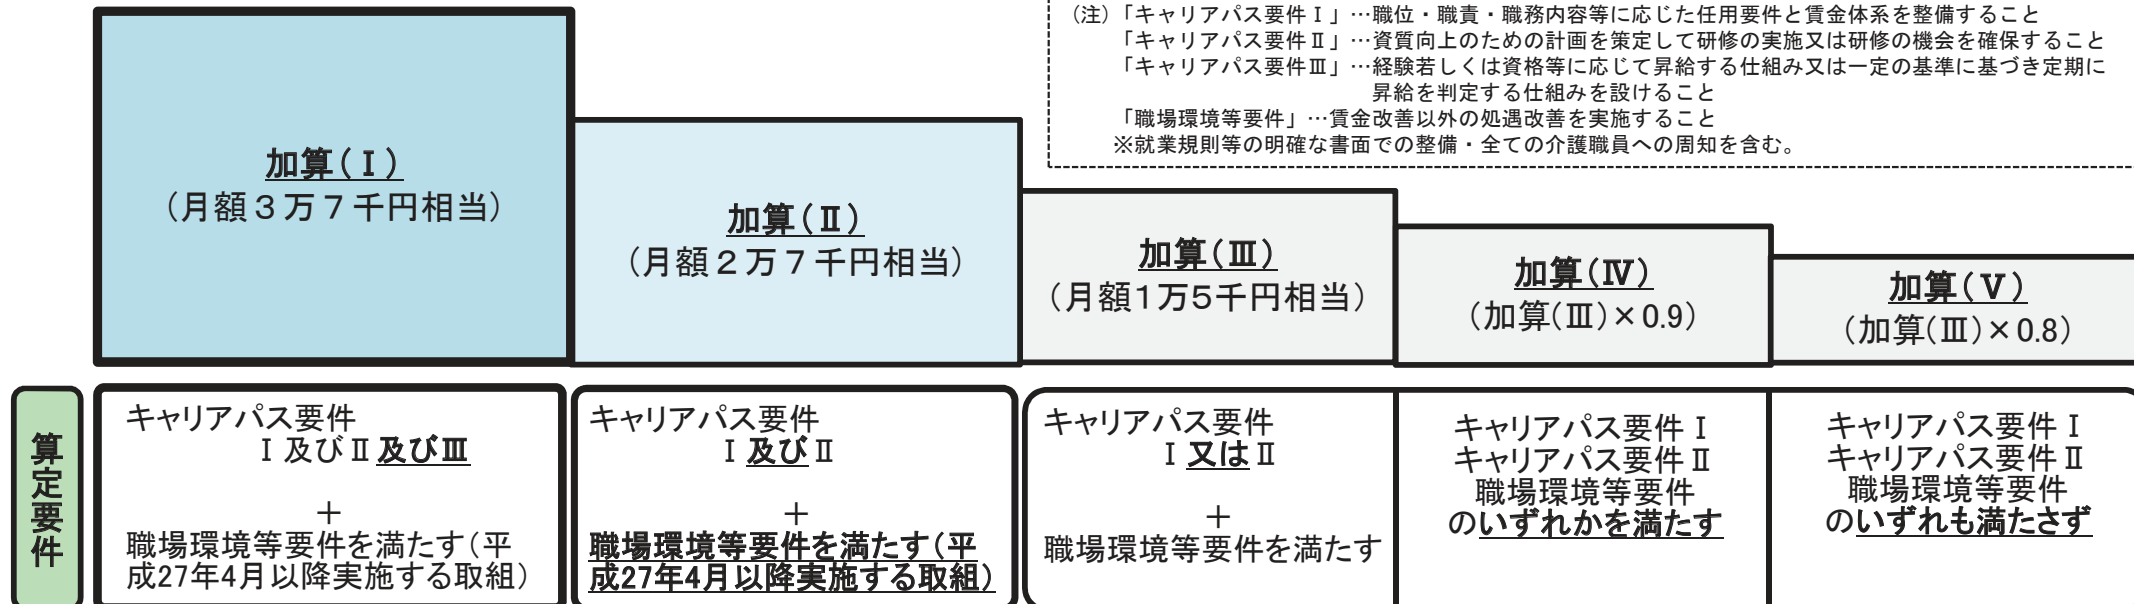 (注)「キャリアパス要件Ⅰ」…職位・職責・職務内容等に応じた任用要件と賃金体系を整備すること
「キャリアパス要件Ⅱ」…資質向上のための計画を策定して研修の実施又は研修の機会を確保すること
「キャリアパス要件Ⅲ」…経験若しくは資格等に応じて昇給する仕組み又は一定の基準に基づき定期に
昇給を判定する仕組みを設けること
「職場環境等要件」…賃金改善以外の処遇改善を実施すること
※就業規則等の明確な書面での整備・全ての介護職員への周知を含む。
加算(Ⅰ)
(月額3万7千円相当)
加算(Ⅱ)
(月額2万7千円相当)
加算(Ⅲ)
(月額1万5千円相当)
加算(Ⅳ)
(加算(Ⅲ)×0.9)
加算(Ⅴ)
(加算(Ⅲ)×0.8)
算定要件
キャリアパス要件
Ⅰ及びⅡ及びⅢ
+
職場環境等要件を満たす(平
成27年4月以降実施する取組)
キャリアパス要件
Ⅰ及びⅡ
+
職場環境等要件を満たす(平
成27年4月以降実施する取組)
キャリアパス要件
Ⅰ又はⅡ
+
職場環境等要件を満たす
キャリアパス要件Ⅰ
キャリアパス要件Ⅱ
職場環境等要件
のいずれかを満たす
キャリアパス要件Ⅰ
キャリアパス要件Ⅱ
職場環境等要件
のいずれも満たさず